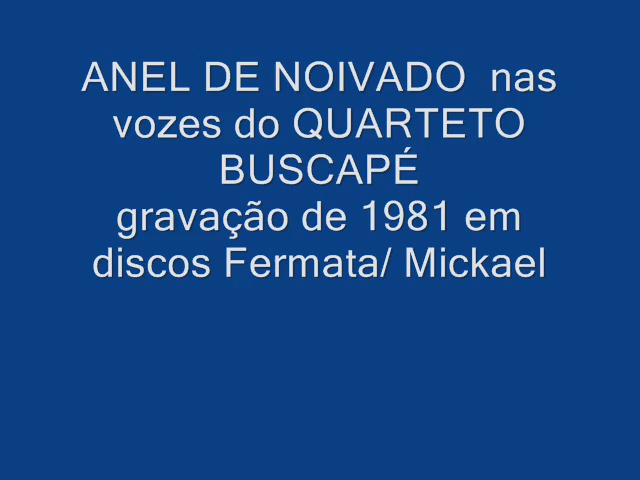 ANEL DE NOIVADO  nas
vozes do QUARTETO
BUSCAPÉ
gravação de 1981 em
discos Fermata/ Mickael